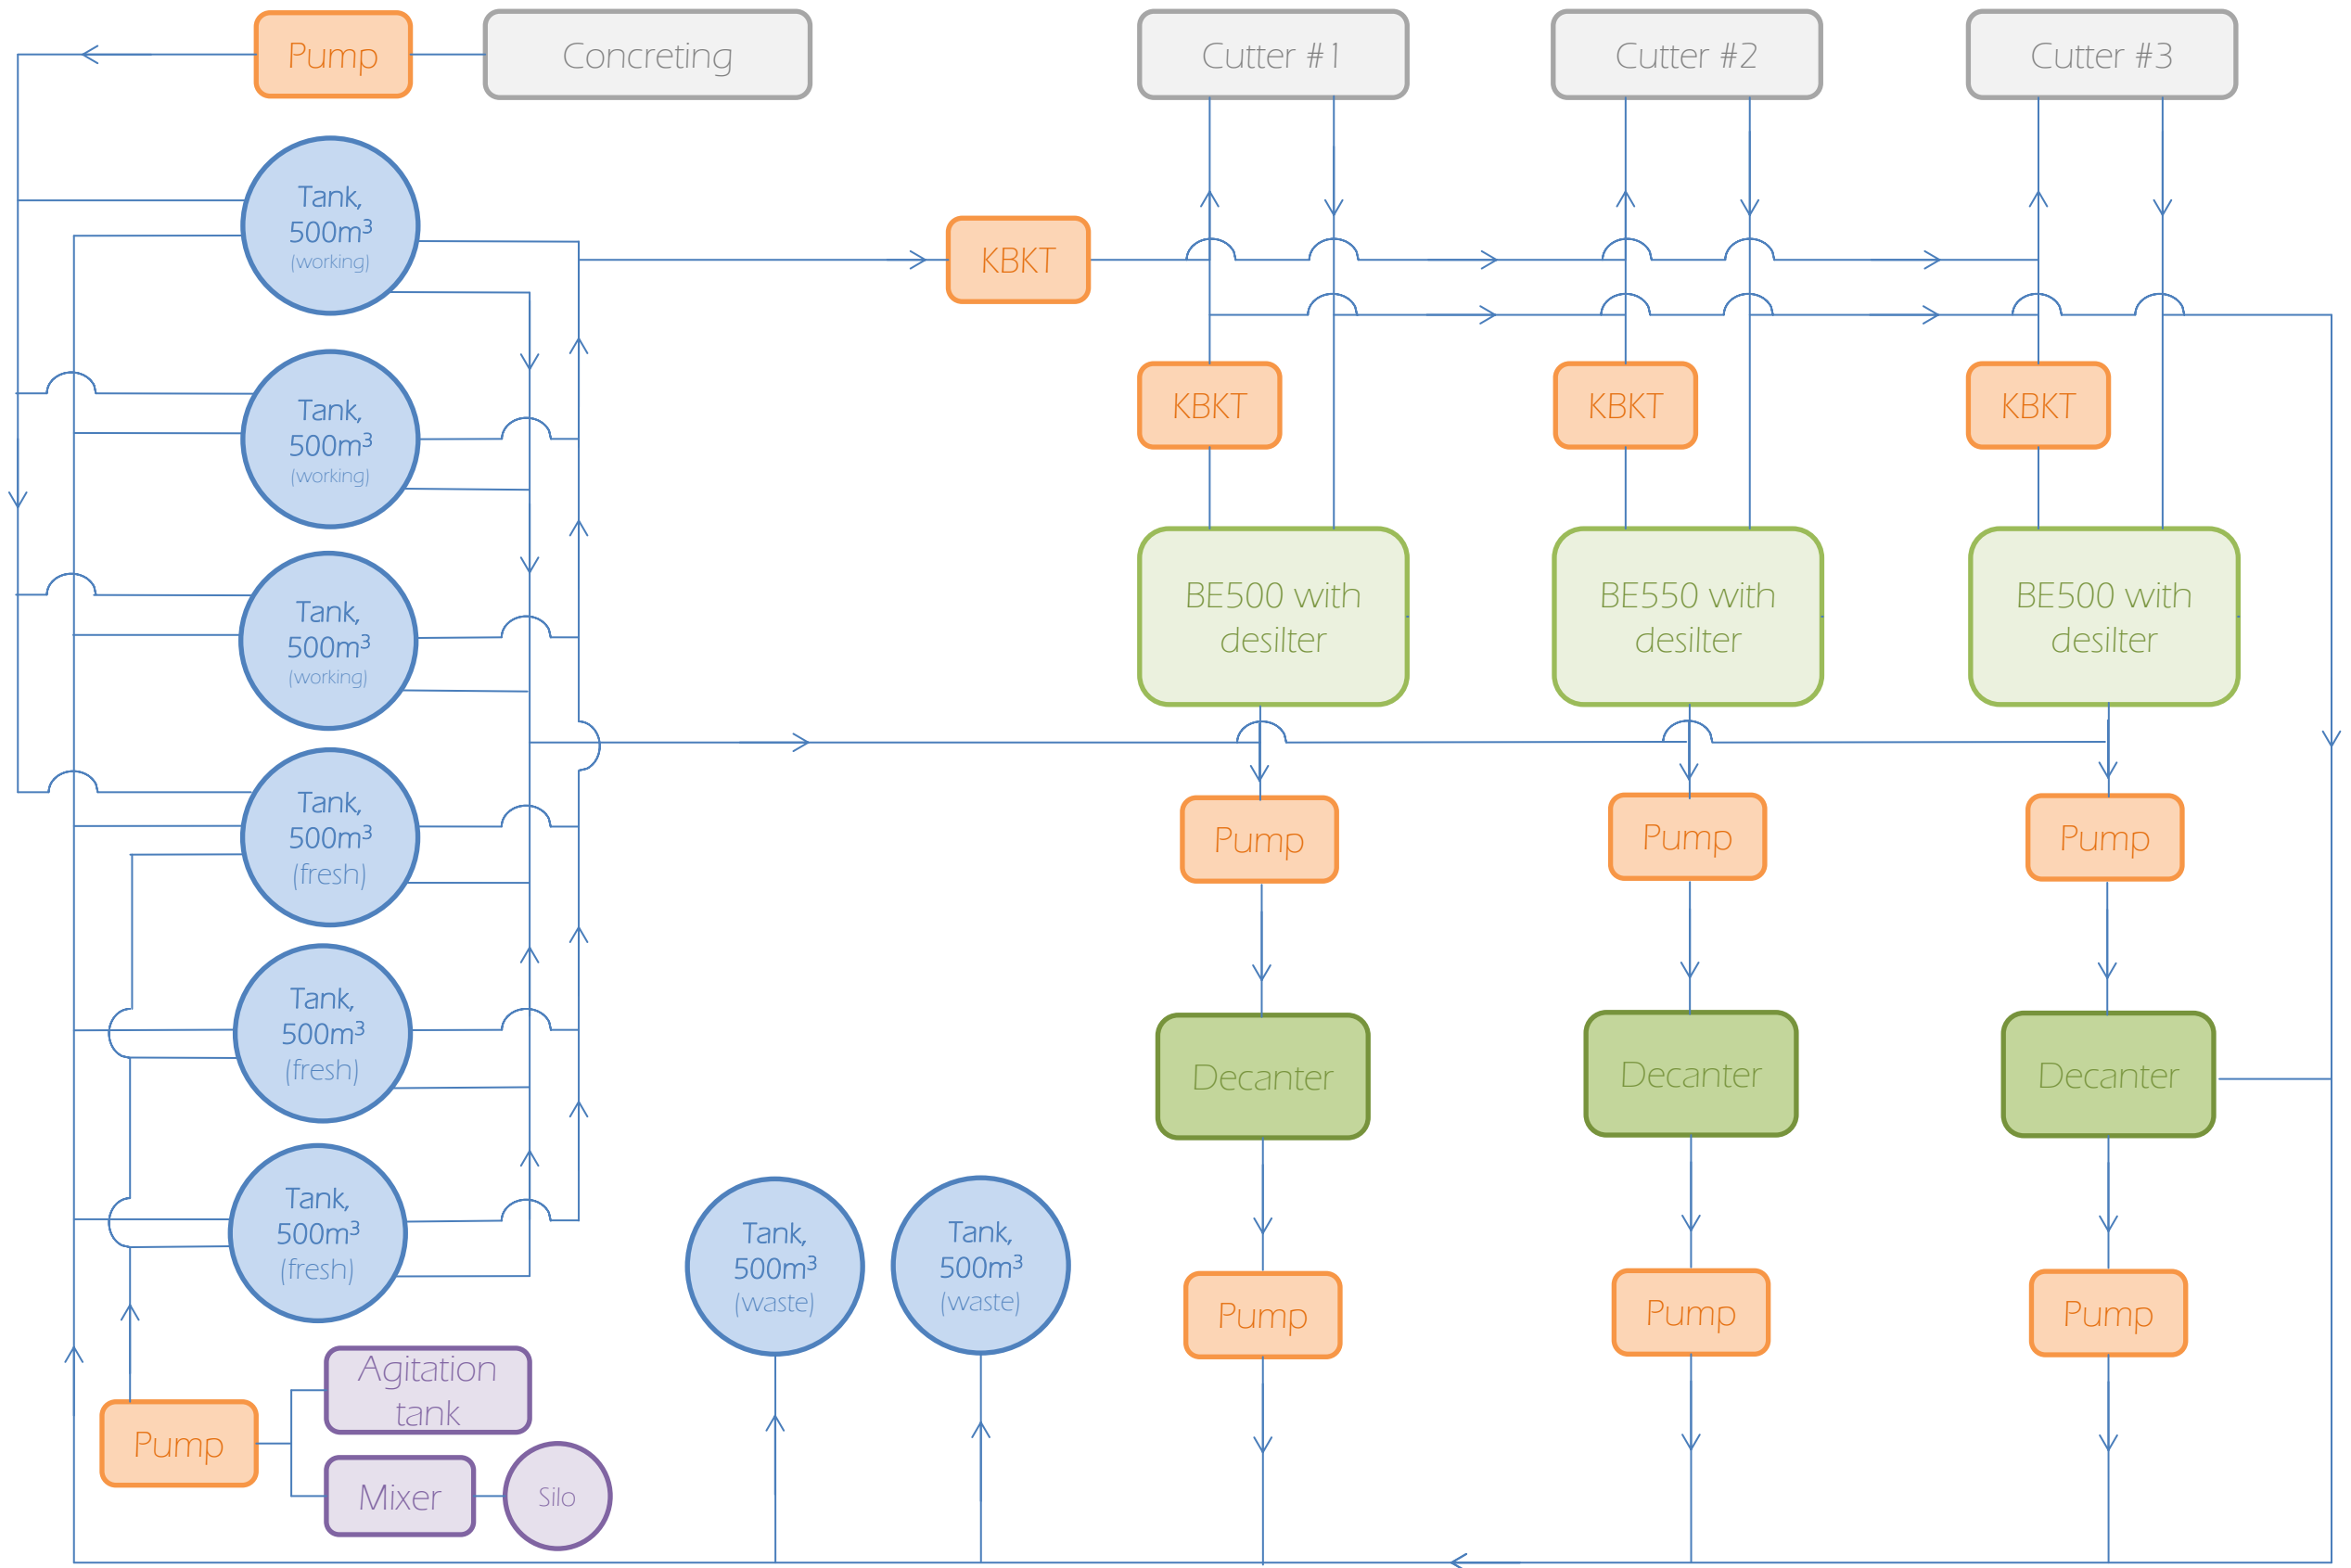 Pump
Concreting
Cutter #1
Cutter #2
Cutter #3
Tank,
500m³
(working)
KBKT
Tank,
500m³
(working)
KBKT
KBKT
KBKT
Tank,
500m³
(working)
BE500 with
desilter
BE550 with
desilter
BE500 with
desilter
Tank,
500m³
(fresh)
Pump
Pump
Pump
Tank,
500m³
(fresh)
Decanter
Decanter
Decanter
Tank,
500m³
(fresh)
Tank,
500m³
(waste)
Tank,
500m³
(waste)
Pump
Pump
Pump
Agitation
tank
Pump
Mixer
Silo